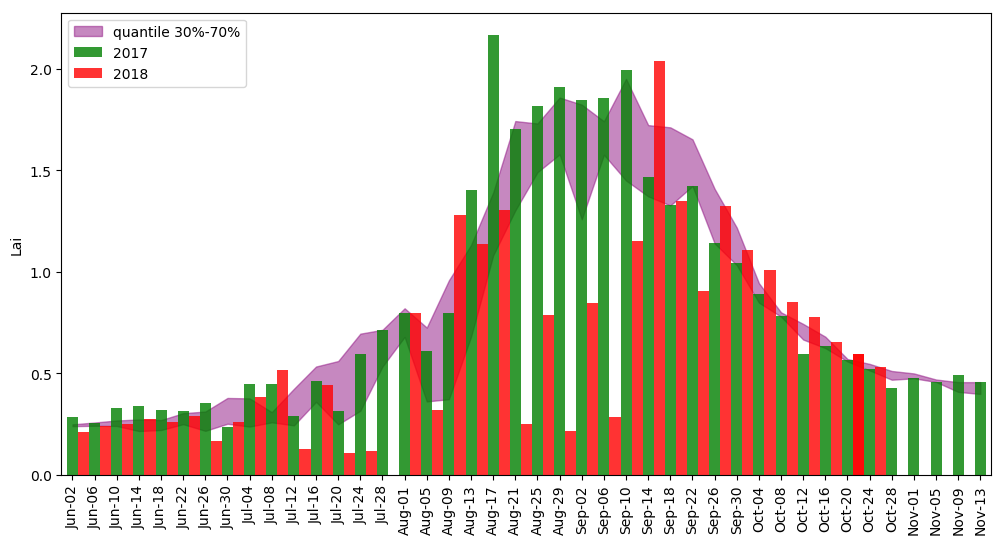 quantile 30%-70%
2017
2018
Lai
2.0
1.5
1.0
0.5
0.0
Jun-02
Jun-06
Jun-10
Jun-14
Jun-18
Jun-22
Jun-26
Jun-30
Jul-04
Jul-08
Jul-12
Jul-16
Jul-20
Jul-24
Jul-28
Aug-01
Aug-05
Aug-09
Aug-13
Aug-17
Aug-21
Aug-25
Aug-29
Sep-02
Sep-06
Sep-10
Sep-14
Sep-18
Sep-22
Sep-26
Sep-30
Oct-04
Oct-08
Oct-12
Oct-16
Oct-20
Oct-24
Oct-28
Nov-01
Nov-05
Nov-09
Nov-13